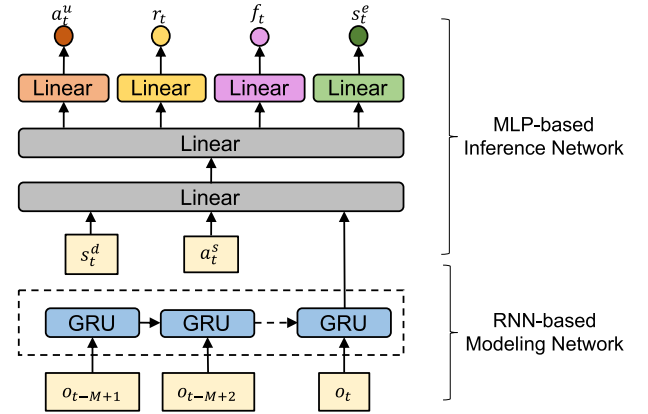 a_t^u r_t f_t s_t^e
Linear Linear Linear Linear
Linear
Linear
MLP-based
Inference Network
s_t^d a_t^s
GRU GRU GRU
RNN-based
Modeling Network
o_{t-M+1} o_{t-M+2} o_t